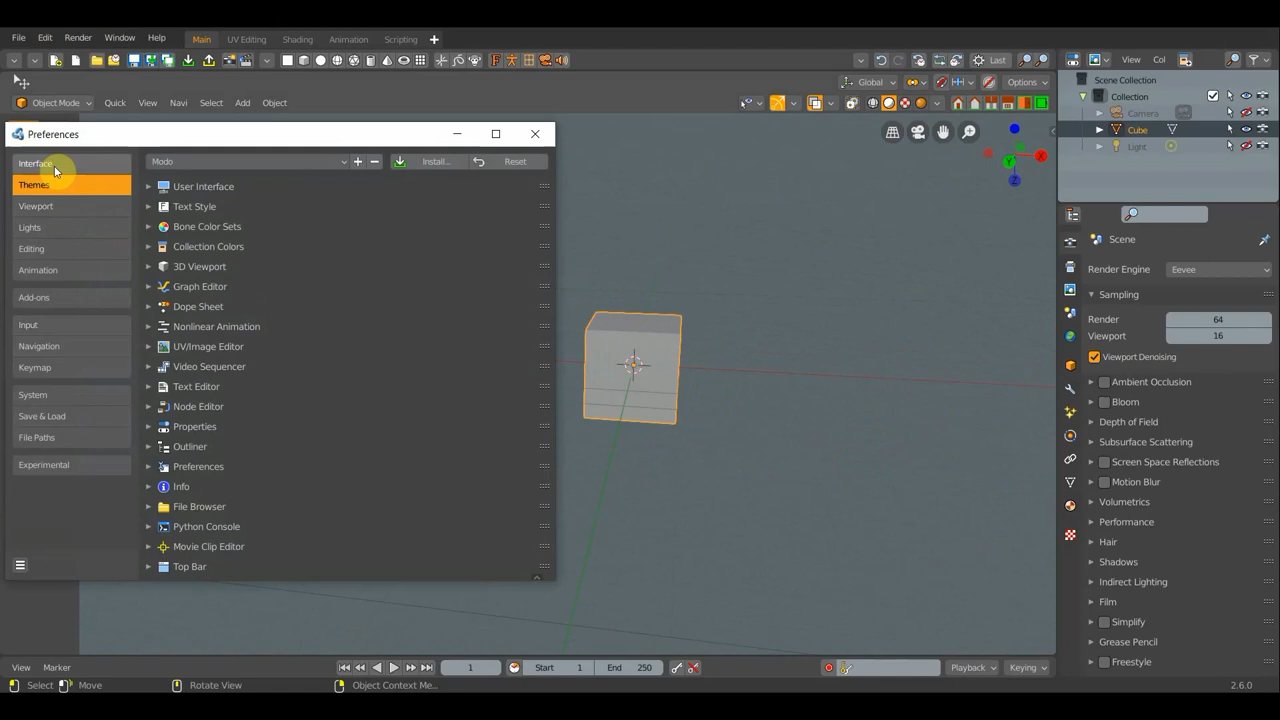 File Edit Render Window Help
Main UV Editing Shading Animation Scripting
Last
View Col
Global
Options
Object Mode Quick View Navi Select Add Object
Scene Collection
Collection
Camera
Cube
Light
Preferences
Interface
Themes
Viewport
Lights
Editing
Animation
Add-ons
Input
Navigation
Keymap
System
Save & Load
File Paths
Experimental
Modo
Install...
Reset
User Interface
Text Style
Bone Color Sets
Collection Colors
3D Viewport
Graph Editor
Dope Sheet
Nonlinear Animation
UV/Image Editor
Video Sequencer
Text Editor
Node Editor
Properties
Outliner
Preferences
Info
File Browser
Python Console
Movie Clip Editor
Top Bar
X
Y
Z
Scene
Render Engine Eevee
Sampling
Render 64
Viewport 16
Viewport Denoising
Ambient Occlusion
Bloom
Depth of Field
Subsurface Scattering
Screen Space Reflections
Motion Blur
Volumetrics
Performance
Hair
Shadows
Indirect Lighting
Film
Simplify
Grease Pencil
Freestyle
View Marker
1
Start 1
End 250
Playback
Keying
Select
Move
Rotate View
Object Context Me...
2.6.0